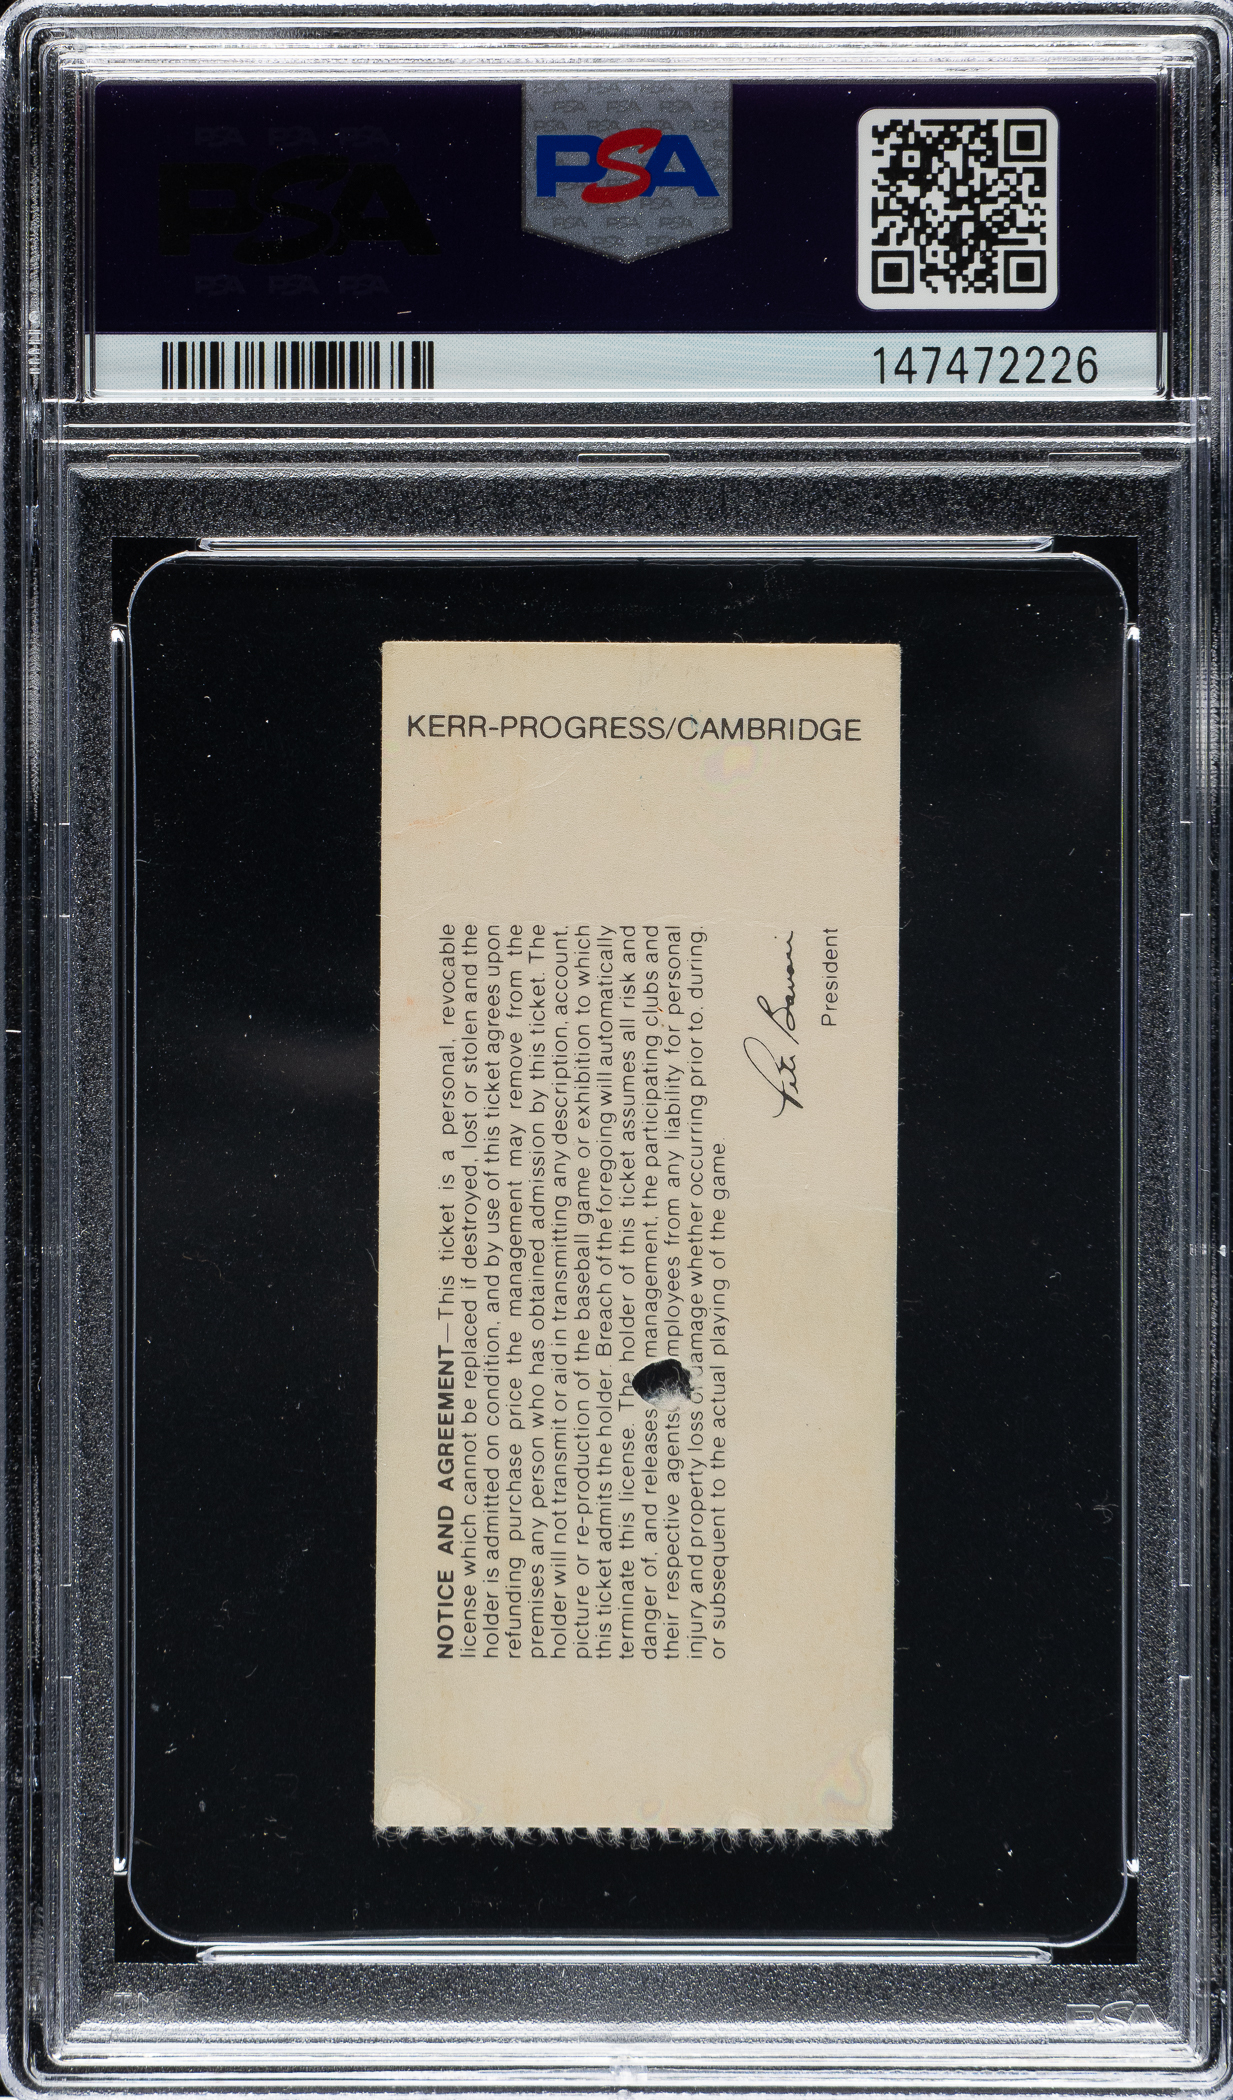 PSA
PSA
147472226
KERR-PROGRESS/CAMBRIDGE
NOTICE AND AGREEMENT—This ticket is a personal, revocable
license which cannot be replaced if destroyed, lost or stolen and the
holder is admitted on condition, and by use of this ticket agrees upon
refunding purchase price the management may remove from the
premises any person who has obtained admission by this ticket. The
holder will not transmit or aid in transmitting any description, account,
picture or re-production of the baseball game or exhibition to which
this ticket admits the holder. Breach of the foregoing will automatically
terminate this license. The holder of this ticket assumes all risk and
danger of, and releases management, the participating clubs and
their respective agents mployees from any liability for personal
injury and property loss or damage whether occurring prior to, during,
or subsequent to the actual playing of the game.
President
PSA